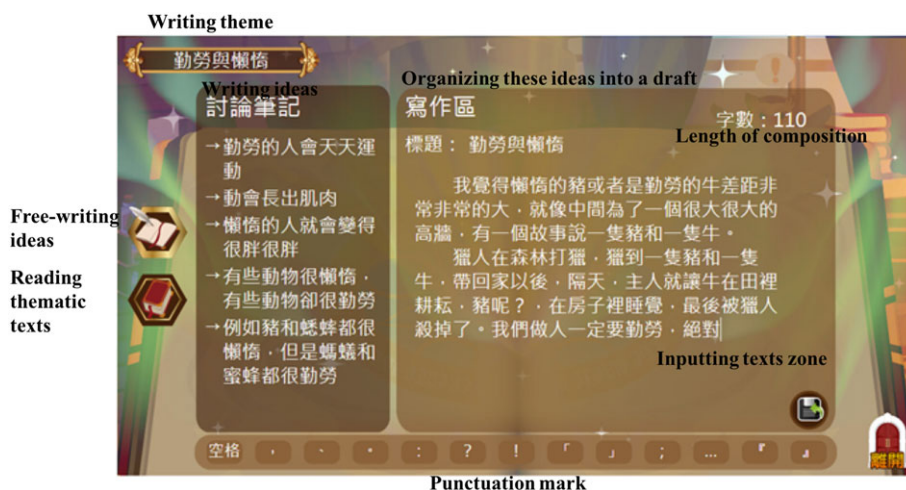 Writing theme
勤勞與懶惰
Writing ideas
Organizing these ideas into a draft
討論筆記
寫作區
字數：110
Length of composition
標題： 勤勞與懶惰
→勤勞的人會天天運
動
→動會長出肌肉
→懶惰的人就會變得
很胖很胖
→有些動物很懶惰，
有些動物卻很勤勞
→例如豬和蟋蟀都很
懶惰，但是螞蟻和
蜜蜂都很勤勞
我覺得懶惰的豬或者是勤勞的牛差距非
常非常的大，就像中間為了一個很大很大的
高牆，有一個故事說一隻豬和一隻牛。
獵人在森林打獵，獵到一隻豬和一隻
牛，帶回家以後，隔天，主人就讓牛在田裡
耕耘，豬呢？，在房子裡睡覺，最後被獵人
殺掉了。我們做人一定要勤勞，絕對
Free-writing
ideas
Reading
thematic
texts
Inputting texts zone
空格 ， 、 。 ： ？ ！ 「 」 ； … 『 』
離開
Punctuation mark